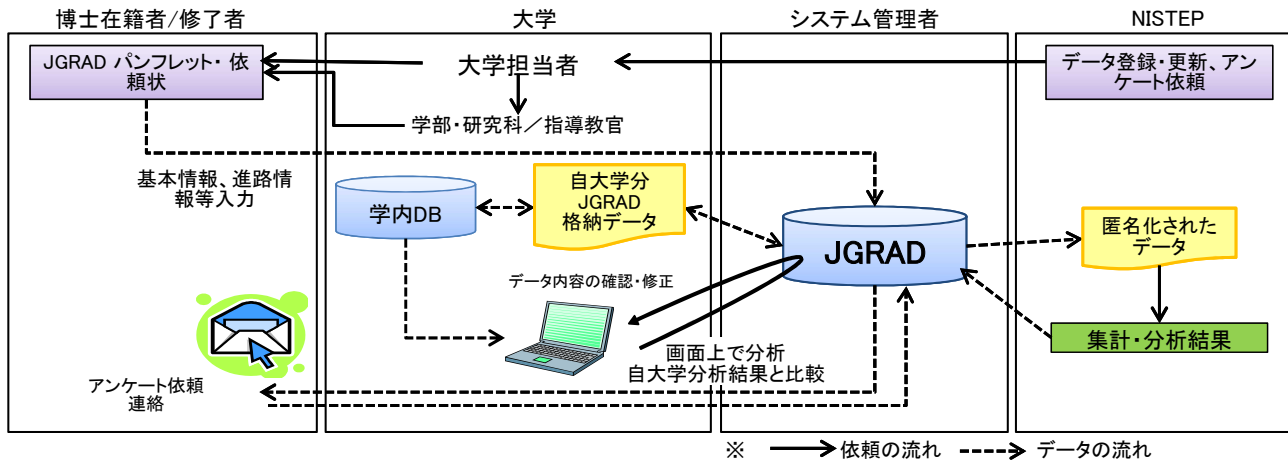 博士在籍者/修了者
大学
システム管理者
NISTEP
JGRAD パンフレット・ 依
頼状
大学担当者
データ登録・更新、アン
ケート依頼
学部・研究科／指導教官
基本情報、進路情
報等入力
学内DB
自大学分
JGRAD
格納データ
JGRAD
匿名化された
データ
データ内容の確認・修正
集計・分析結果
画面上で分析
自大学分析結果と比較
アンケート依頼
連絡
※ 依頼の流れ データの流れ